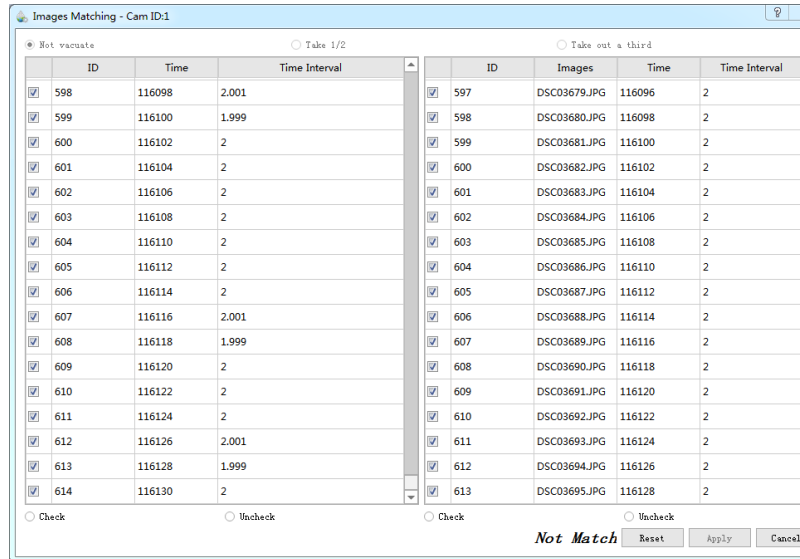 Images Matching - Cam ID:1
Not vacuate Take 1/2 Take out a third
ID Time Time Interval ID Images Time Time Interval
598 116098 2.001 597 DSC03679.JPG 116096 2
599 116100 1.999 598 DSC03680.JPG 116098 2
600 116102 2 599 DSC03681.JPG 116100 2
601 116104 2 600 DSC03682.JPG 116102 2
602 116106 2 601 DSC03683.JPG 116104 2
603 116108 2 602 DSC03684.JPG 116106 2
604 116110 2 603 DSC03685.JPG 116108 2
605 116112 2 604 DSC03686.JPG 116110 2
606 116114 2 605 DSC03687.JPG 116112 2
607 116116 2.001 606 DSC03688.JPG 116114 2
608 116118 1.999 607 DSC03689.JPG 116116 2
609 116120 2 608 DSC03690.JPG 116118 2
610 116122 2 609 DSC03691.JPG 116120 2
611 116124 2 610 DSC03692.JPG 116122 2
612 116126 2.001 611 DSC03693.JPG 116124 2
613 116128 1.999 612 DSC03694.JPG 116126 2
614 116130 2 613 DSC03695.JPG 116128 2
Check Uncheck Check Uncheck
Not Match Reset Apply Cancel